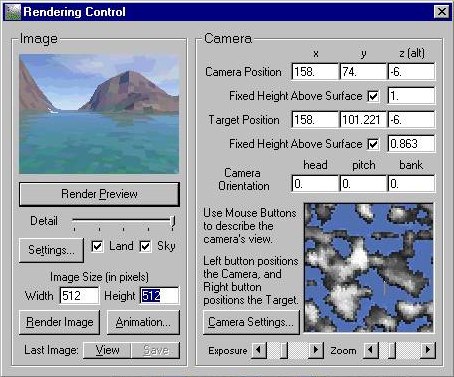 Rendering Control
Image
Render Preview
Detail
Settings...
Land
Sky
Image Size (in pixels)
Width 512 Height 512
Render Image
Animation...
Last Image: View Save
Camera
x y z (alt)
Camera Position 158. 74. -6.
Fixed Height Above Surface 1.
Target Position 158. 101.221 -6.
Fixed Height Above Surface 0.863
head pitch bank
Camera
Orientation 0. 0. 0.
Use Mouse Buttons
to describe the
camera's view.
Left button positions
the Camera, and
Right button
positions the Target.
Camera Settings...
Exposure Zoom